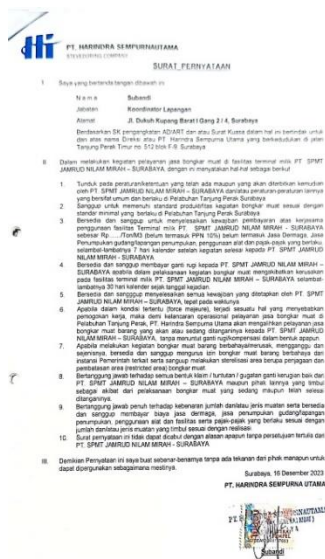 Hi PT. HARINDRA SEMPURNAUTAMA
ENGINEERING COMPANY
SURAT PERNYATAAN
I. Saya yang bertanda tangan dibawah ini
Nama Subandi
Jabatan Koordinator Lapangan
Alamat Jl. Dukuh Kupang Barat I Gang 2 / 4, Surabaya
Berdasarkan SK pengangkatan AD/ART dan atau Surat Kuasa dalam hal ini bertindak untuk
dan atas nama Direksi atau PT. Harindra Sempurna Utama yang berkedudukan di jalan
Tanjung Perak Timur no. 512 blok F-9. Surabaya
II. Dalam melakukan kegiatan pelayanan jasa bongkar muat di fasilitas terminal milik PT. SPMT
JAMRUD NILAM MIRAH – SURABAYA, dengan ini menyatakan hal-hal sebagai berikut
1. Tunduk pada peraturan/ketentuan yang telah ada maupun yang akan diterbitkan kemudian
oleh PT. SPMT JAMRUD NILAM MIRAH – SURABAYA dan/atau peraturan-peraturan lainnya
yang bersifat umum dan berlaku di Pelabuhan Tanjung Perak Surabaya
2. Sanggup untuk memenuhi standard produktifitas kegiatan bongkar muat sesuai dengan
stander minimal yang berlaku di Pelabuhan Tanjung Perak Surabaya
3. Bersedia dan sanggup untuk menyelesaikan kewajiban pembayaran atas kerjasama
penggunaan fasilitas Terminal milik PT. SPMT JAMRUD NILAM MIRAH – SURABAYA
sebesar Rp....../Ton/M3 (belum termasuk PPN 10%) belum termasuk Jasa Dermaga, Jasa
Penumpukan gudang/lapangan penumpukan, penggunaan alat dan pajak-pajak yang berlaku,
selambat-lambatnya 7 hari kalender setelah kegiatan selesai kepada PT. SPMT JAMRUD
NILAM MIRAH - SURABAYA
4. Bersedia dan sanggup membayar ganti rugi kepada PT. SPMT JAMRUD NILAM MIRAH –
SURABAYA apabila dalam pelaksanaan kegiatan bongkar muat mengakibatkan kerusakan
pada fasilitas milik PT. SPMT JAMRUD NILAM MIRAH – SURABAYA selambat-
lambatnya 30 hari kalender sejak tanggal kejadian.
5. Bersedia dan sanggup menyelesaikan semua kewajiban yang ditetapkan oleh PT. SPMT
JAMRUD NILAM MIRAH – SURABAYA, tepat pada waktunya
6. Apabila dalam kondisi tertentu (force majeure), terjadi sesuatu hal yang menyebabkan
pemogokan kerja, maka demi kelancaran operasional pelayanan jasa bongkar muat di
Pelabuhan Tanjung Perak, PT. Harindra Sempurna Utama akan mengalihkan pelayanan jasa
bongkar muat barang yang akan atau sedang ditanganinya kepada PT. SPMT JAMRUD
NILAM MIRAH – SURABAYA, tanpa menuntut ganti rugi/kompensasi dalam bentuk apapun.
7. Apabila melakukan kegiatan bongkar muat barang berbahaya/merusak, mengganggu dan
sejenisnya, bersedia dan sanggup mengurus izin bongkar muat barang berbahaya dari
instansi Pemerintah terkait serta sanggup melakukan sterilisasi area berupa penjagaan dan
pembatasan area (restricted area) bongkar muat
8. Bertanggung jawab terhadap semua bentuk klaim / tuntutan / gugatan ganti kerugian baik dari
PT. SPMT JAMRUD NILAM MIRAH – SURABAYA maupun pihak lainnya yang timbul
sebagai akibat dari pelaksanaan bongkar muat yang sedang maupun telah selesai
ditanganinya.
9. Bertanggung jawab penuh terhadap kebenaran jumlah dan/atau jenis muatan serta bersedia
dan sanggup membayar biaya jasa dermaga, jasa penumpukan gudang/lapangan
penumpukan, penggunaan alat dan fasilitas serta pajak-pajak yang berlaku sesuai dengan
jumlah dan/atau jenis muatan yang timbul sesuai dengan realisasi.
10. Surat pernyataan ini tidak dapat dicabut dengan alasan apapun tanpa persetujuan tertulis dari
PT. SPMT JAMRUD NILAM MIRAH - SURABAYA
III. Demikian Pernyataan ini saya buat sebenar-benarnya tanpa ada tekanan dari pihak manapun untuk
dapat dipergunakan sebagaimana mestinya.
Surabaya, 16 Desember 2023
PT. HARINDRA SEMPURNA UTAMA
Subandi